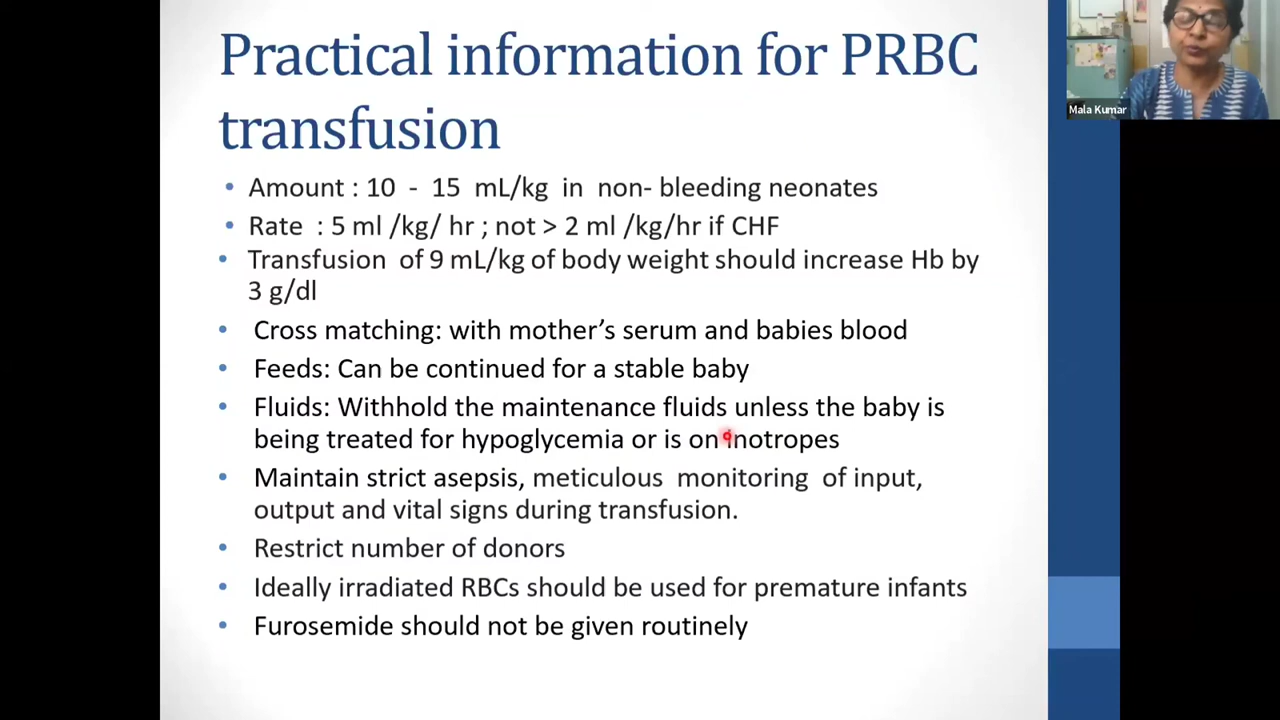 Practical information for PRBC
transfusion
• Amount : 10 - 15 mL/kg in non- bleeding neonates
• Rate : 5 ml /kg/ hr ; not > 2 ml /kg/hr if CHF
• Transfusion of 9 mL/kg of body weight should increase Hb by
3 g/dl
• Cross matching: with mother's serum and babies blood
• Feeds: Can be continued for a stable baby
• Fluids: Withhold the maintenance fluids unless the baby is
being treated for hypoglycemia or is on inotropes
• Maintain strict asepsis, meticulous monitoring of input,
output and vital signs during transfusion.
• Restrict number of donors
• Ideally irradiated RBCs should be used for premature infants
• Furosemide should not be given routinely
Mala Kumar